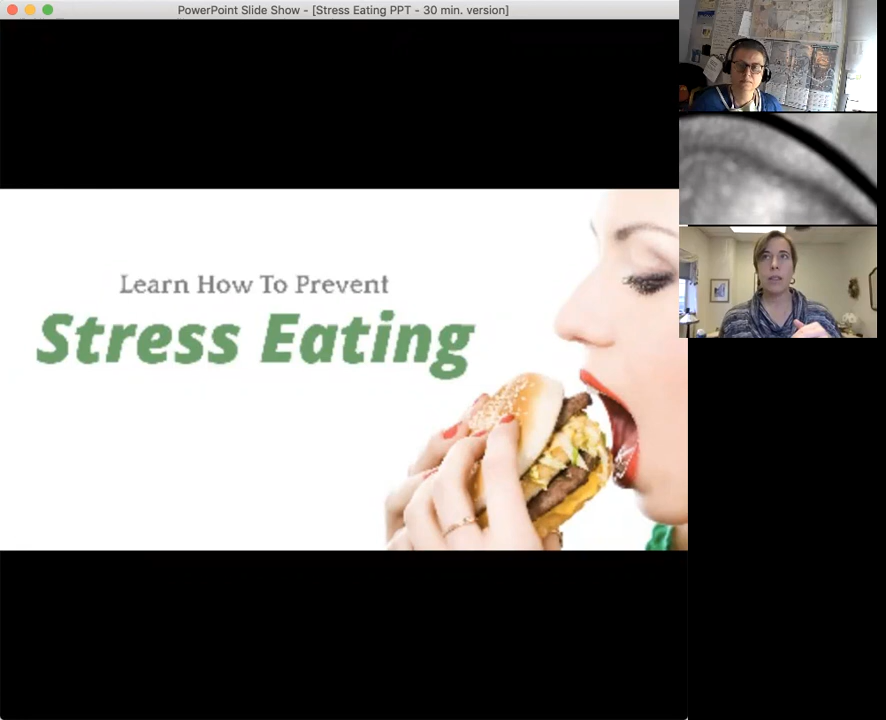 PowerPoint Slide Show - [Stress Eating PPT - 30 min. version]
Learn How To Prevent
Stress Eating